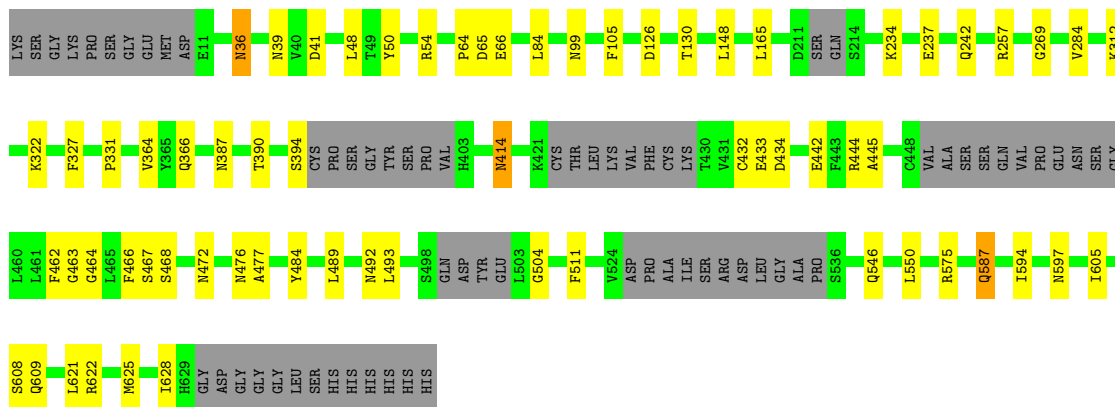 LYS SER GLY LYS PRO SER GLY GLU MET ASP E11 N36 N39 V40 D41 L48 T49 Y50 R54 P64 D65 E66 L84 N99 F105 D126 T130 L148 L165 D211 SER GLN S214 K234 E237 Q242 R257 G269 V284
K322 F327 P331 V364 Y365 Q366 N387 T390 S394 CYS PRO SER GLY TYR SER PRO VAL H403 N414 K421 CYS THR LEU LYS VAL PHE CYS LYS T430 V431 C432 E433 D434 E442 F443 R444 A445 C448 VAL ALA SER SER GLN VAL PRO GLU ASN SER GLY
L460 L461 F462 G463 G464 L465 F466 S467 S468 N472 N476 A477 Y484 L489 N492 L493 S498 GLN ASP TYR GLU L503 G504 F511 V524 ASP PRO ALA ILE SER ARG ASP LEU GLY ALA PRO S536 Q546 L550 R575 Q587 I594 N597 I605
S608 Q609 L621 R622 M625 I628 H629 GLY ASP GLY GLY GLY LEU SER HIS HIS HIS HIS HIS HIS